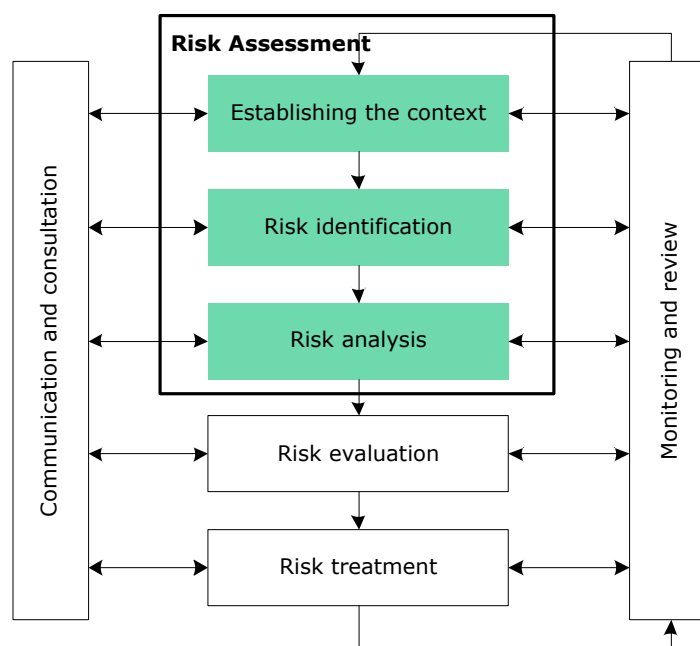 Risk Assessment
Establishing the context
Risk identification
Risk analysis
Risk evaluation
Risk treatment
Communication and consultation
Monitoring and review